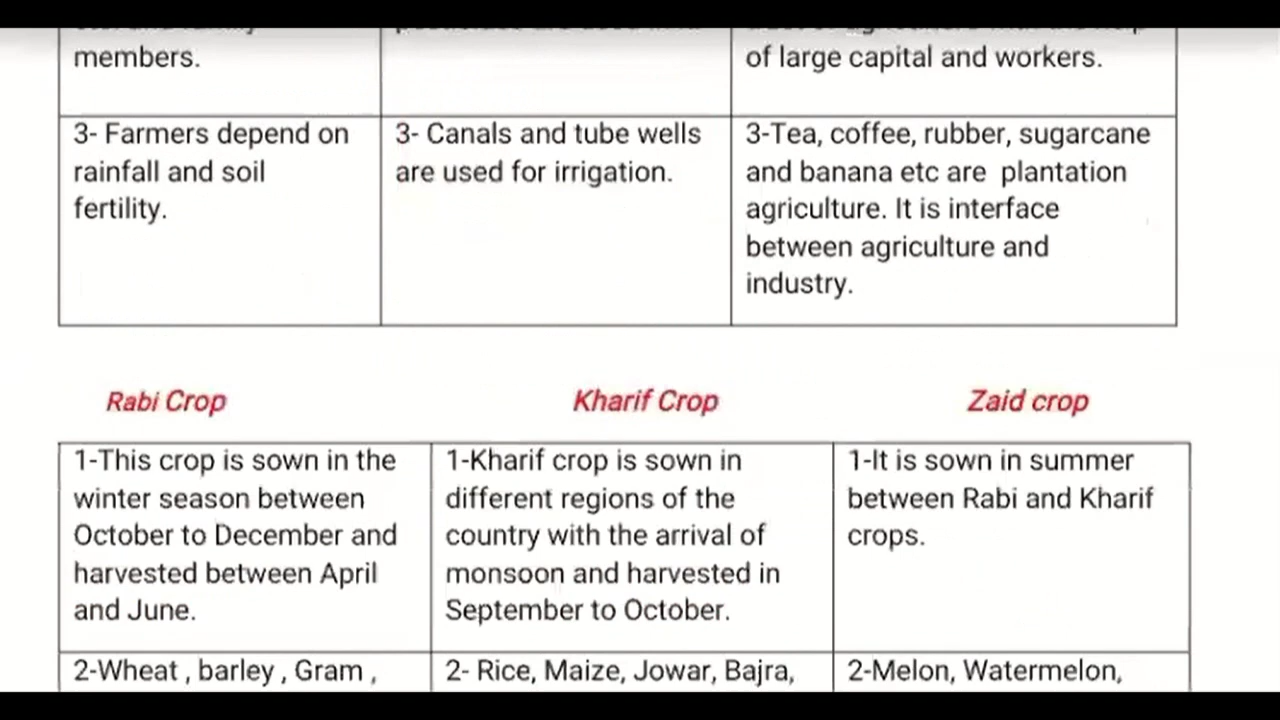 members.
of large capital and workers.
3- Farmers depend on
rainfall and soil
fertility.
3- Canals and tube wells
are used for irrigation.
3-Tea, coffee, rubber, sugarcane
and banana etc are plantation
agriculture. It is interface
between agriculture and
industry.
Rabi Crop
Kharif Crop
Zaid crop
1-This crop is sown in the
winter season between
October to December and
harvested between April
and June.
1-Kharif crop is sown in
different regions of the
country with the arrival of
monsoon and harvested in
September to October.
1-It is sown in summer
between Rabi and Kharif
crops.
2-Wheat , barley , Gram ,
2- Rice, Maize, Jowar, Bajra,
2-Melon, Watermelon,